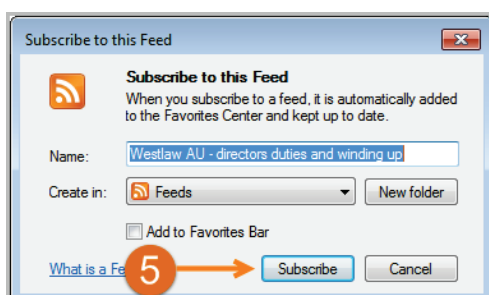 Subscribe to this Feed
Subscribe to this Feed
When you subscribe to a feed, it is automatically added
to the Favorites Center and kept up to date.
Name: Westlaw AU - directors duties and winding up
Create in: Feeds New folder
Add to Favorites Bar
What is a Fe 5 Subscribe Cancel